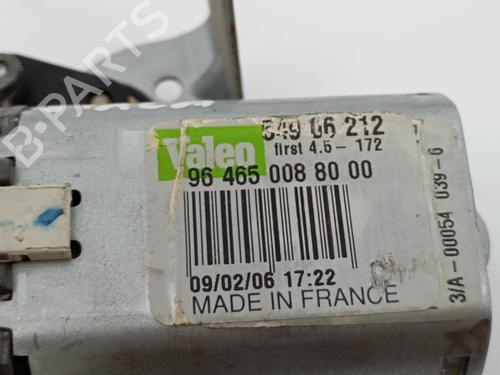 Valeo
649 06 212
first 4.5 - 172
96 465 008 80 00
09/02/06 17:22
MADE IN FRANCE
3/A - 00054 039-6
B-PARTS